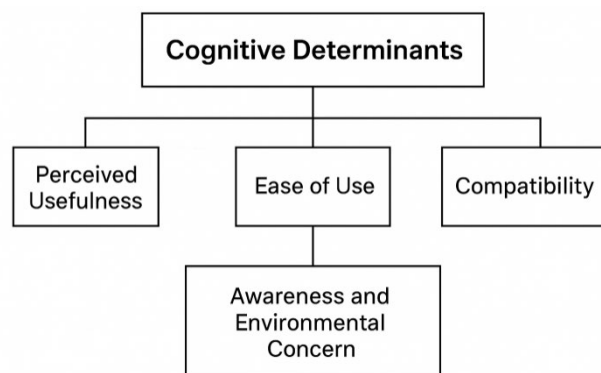 Cognitive Determinants
Perceived
Usefulness
Ease of Use
Compatibility
Awareness and
Environmental
Concern